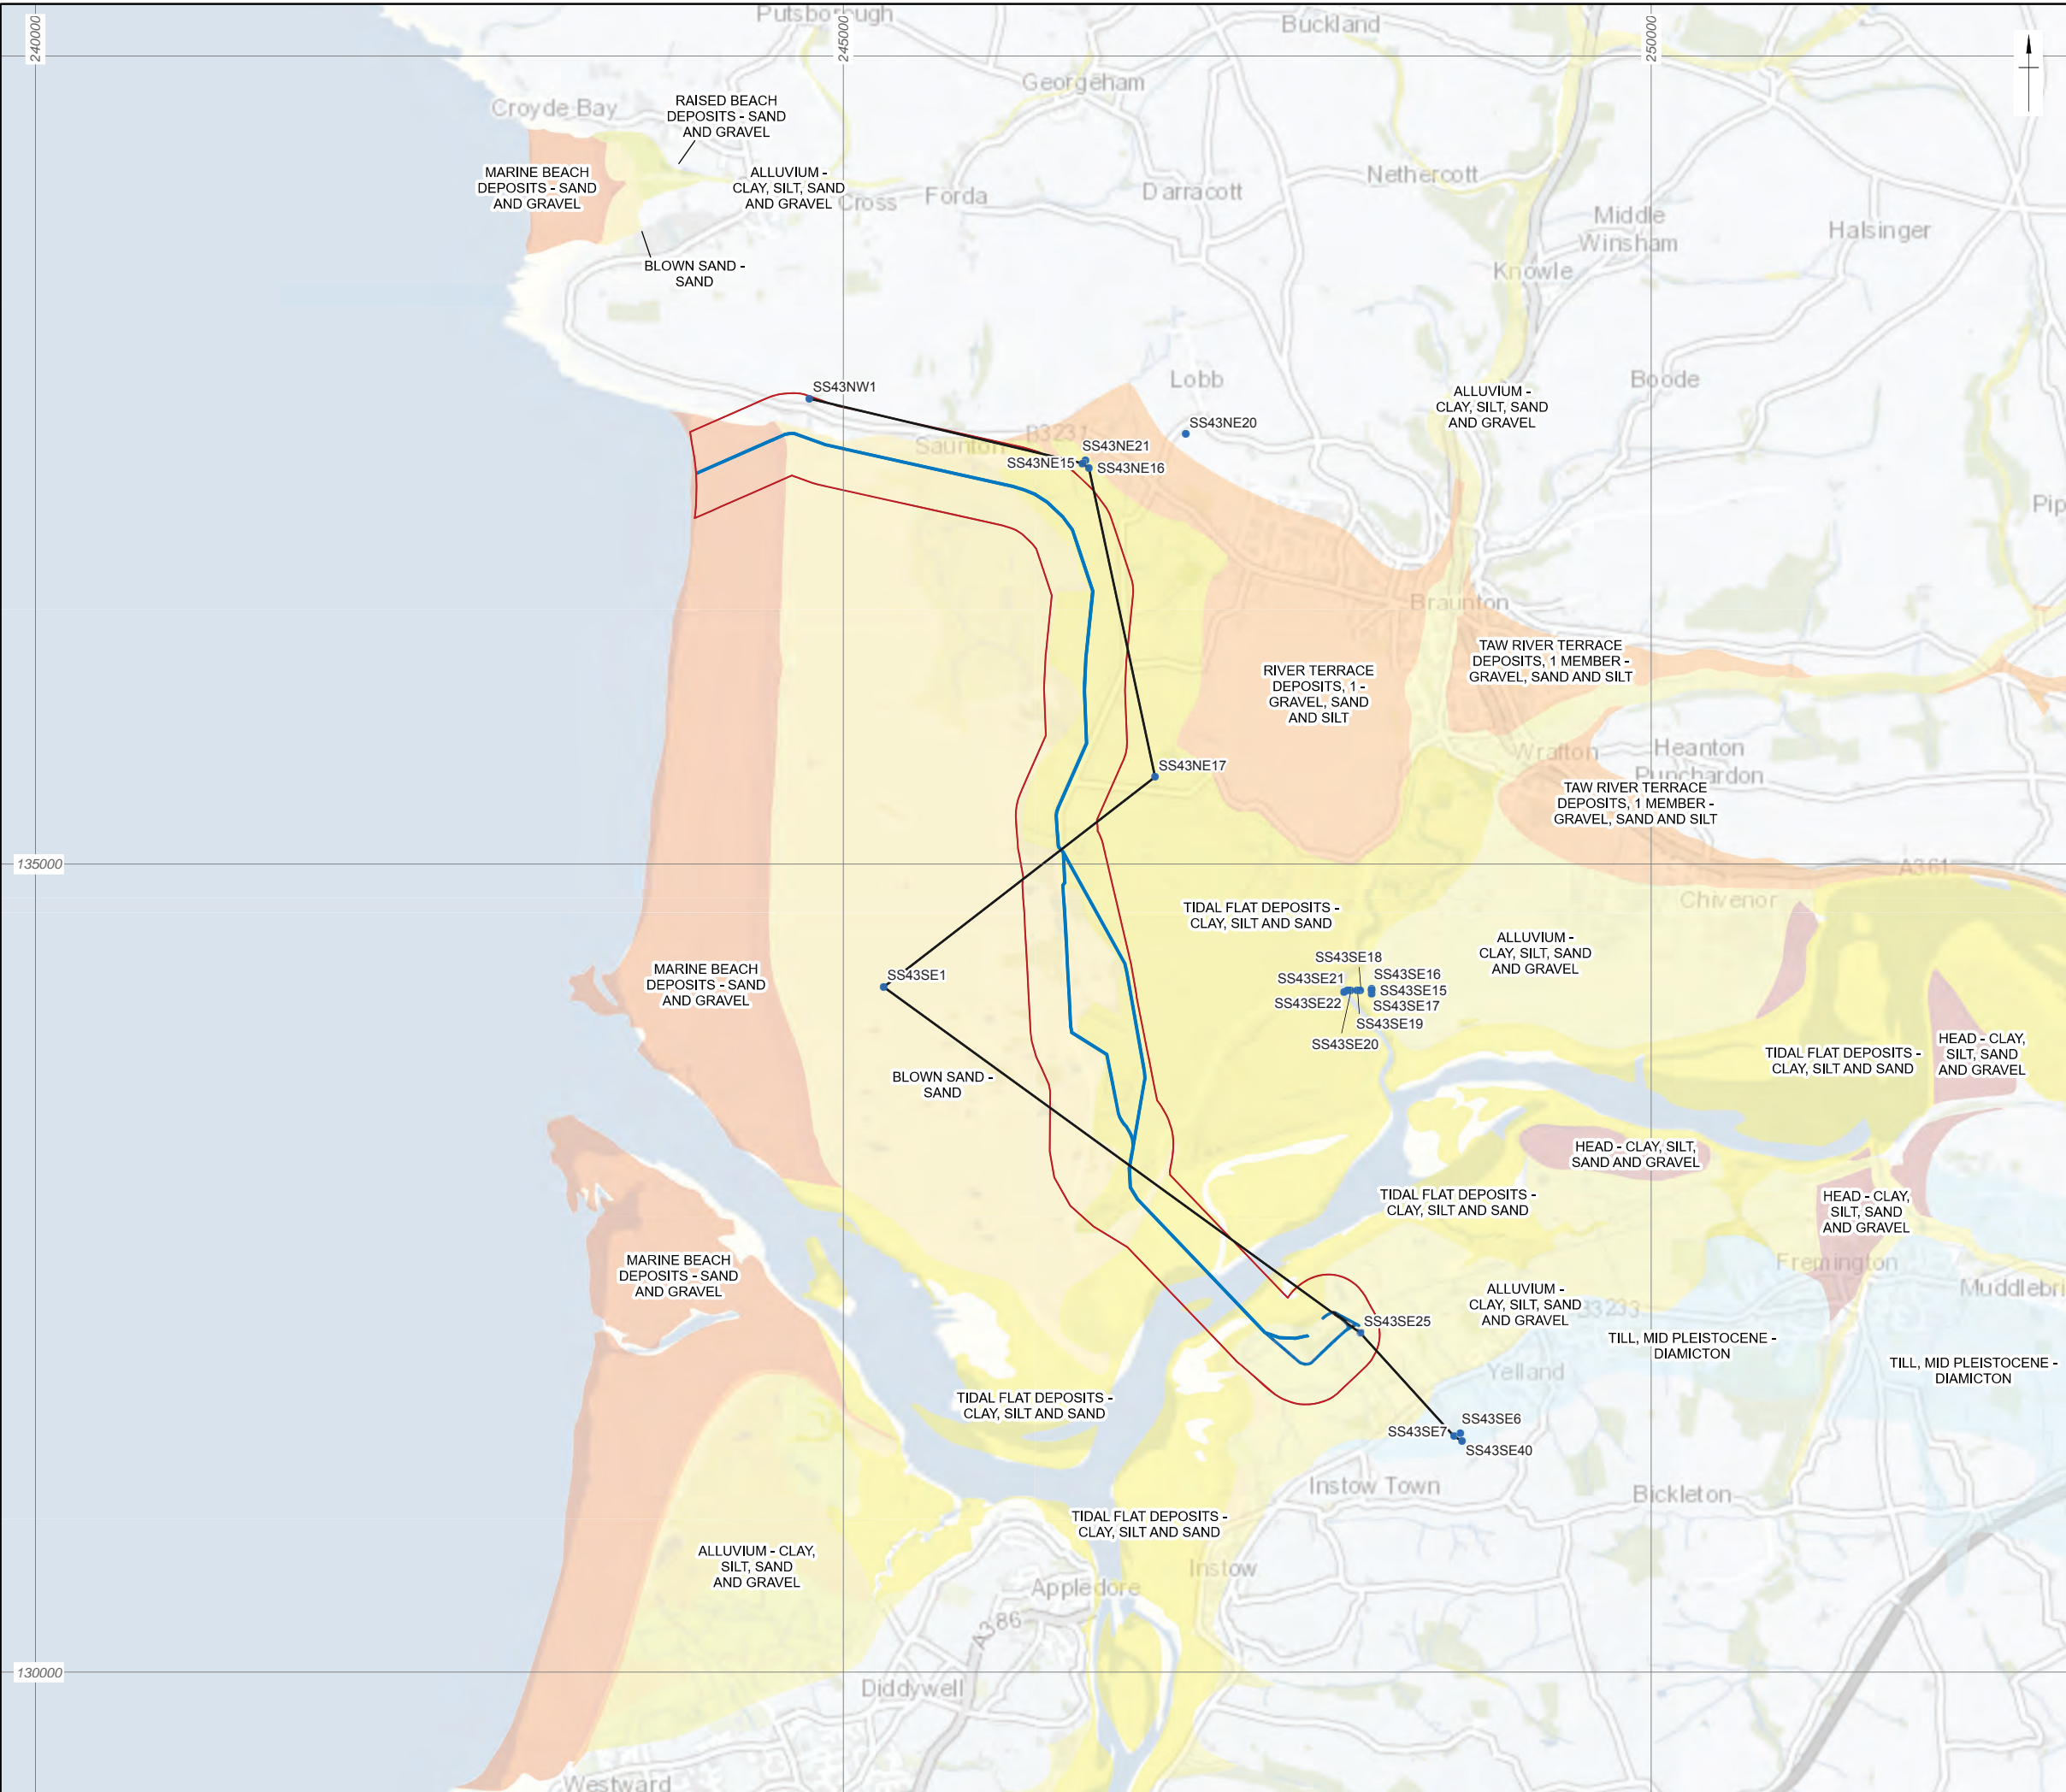 240000
245000
250000
Putsborough
Buckland
Georgeham
Croyde Bay
RAISED BEACH
DEPOSITS - SAND
AND GRAVEL
MARINE BEACH
DEPOSITS - SAND
AND GRAVEL
ALLUVIUM -
CLAY, SILT, SAND
AND GRAVEL
Cross
Forda
Darracott
Nethercott
Middle
Winsham
Halsinger
Knowle
BLOWN SAND -
SAND
SS43NW1
Lobb
Boode
ALLUVIUM -
CLAY, SILT, SAND
AND GRAVEL
SS43NE20
B3231
Saunton
SS43NE21
SS43NE15
SS43NE16
Pip
Braunton
TAW RIVER TERRACE
DEPOSITS, 1 MEMBER -
GRAVEL, SAND AND SILT
RIVER TERRACE
DEPOSITS, 1 -
GRAVEL, SAND
AND SILT
SS43NE17
Wrafton
Heanton
Punchardon
TAW RIVER TERRACE
DEPOSITS, 1 MEMBER -
GRAVEL, SAND AND SILT
135000
A361
Chivenor
TIDAL FLAT DEPOSITS -
CLAY, SILT AND SAND
ALLUVIUM -
CLAY, SILT, SAND
AND GRAVEL
SS43SE18
SS43SE16
SS43SE21
SS43SE15
SS43SE22
SS43SE17
SS43SE19
SS43SE20
SS43SE1
MARINE BEACH
DEPOSITS - SAND
AND GRAVEL
BLOWN SAND -
SAND
TIDAL FLAT DEPOSITS -
CLAY, SILT AND SAND
HEAD - CLAY,
SILT, SAND
AND GRAVEL
HEAD - CLAY, SILT,
SAND AND GRAVEL
TIDAL FLAT DEPOSITS -
CLAY, SILT AND SAND
HEAD - CLAY,
SILT, SAND
AND GRAVEL
MARINE BEACH
DEPOSITS - SAND
AND GRAVEL
Fremington
Muddlebri
ALLUVIUM -
CLAY, SILT, SAND
AND GRAVEL
B3233
SS43SE25
TILL, MID PLEISTOCENE -
DIAMICTON
TILL, MID PLEISTOCENE -
DIAMICTON
Yelland
TIDAL FLAT DEPOSITS -
CLAY, SILT AND SAND
SS43SE6
SS43SE7
SS43SE40
Instow Town
Bickleton
TIDAL FLAT DEPOSITS -
CLAY, SILT AND SAND
ALLUVIUM - CLAY,
SILT, SAND
AND GRAVEL
Instow
Appledore
A386
130000
Diddywell
Westward